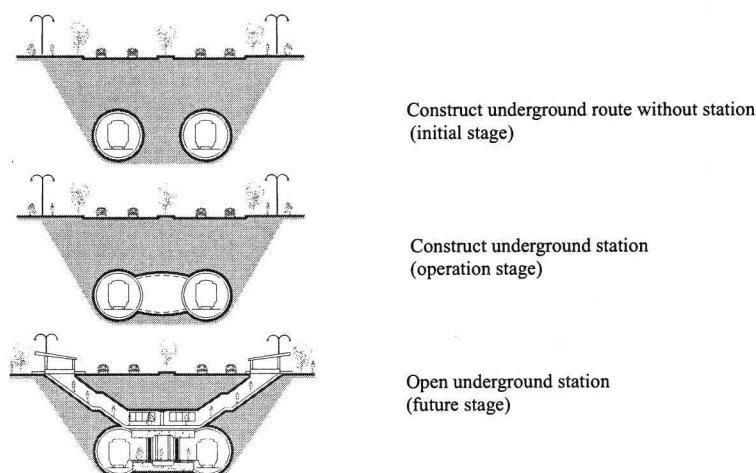 Construct underground route without station
(initial stage)
Construct underground station
(operation stage)
Open underground station
(future stage)